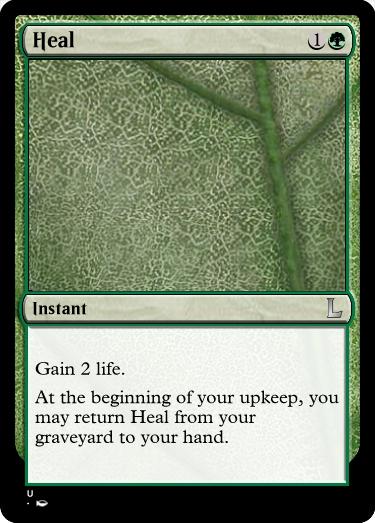 Heal 1
Instant L
Gain 2 life.
At the beginning of your upkeep, you
may return Heal from your
graveyard to your hand.
U